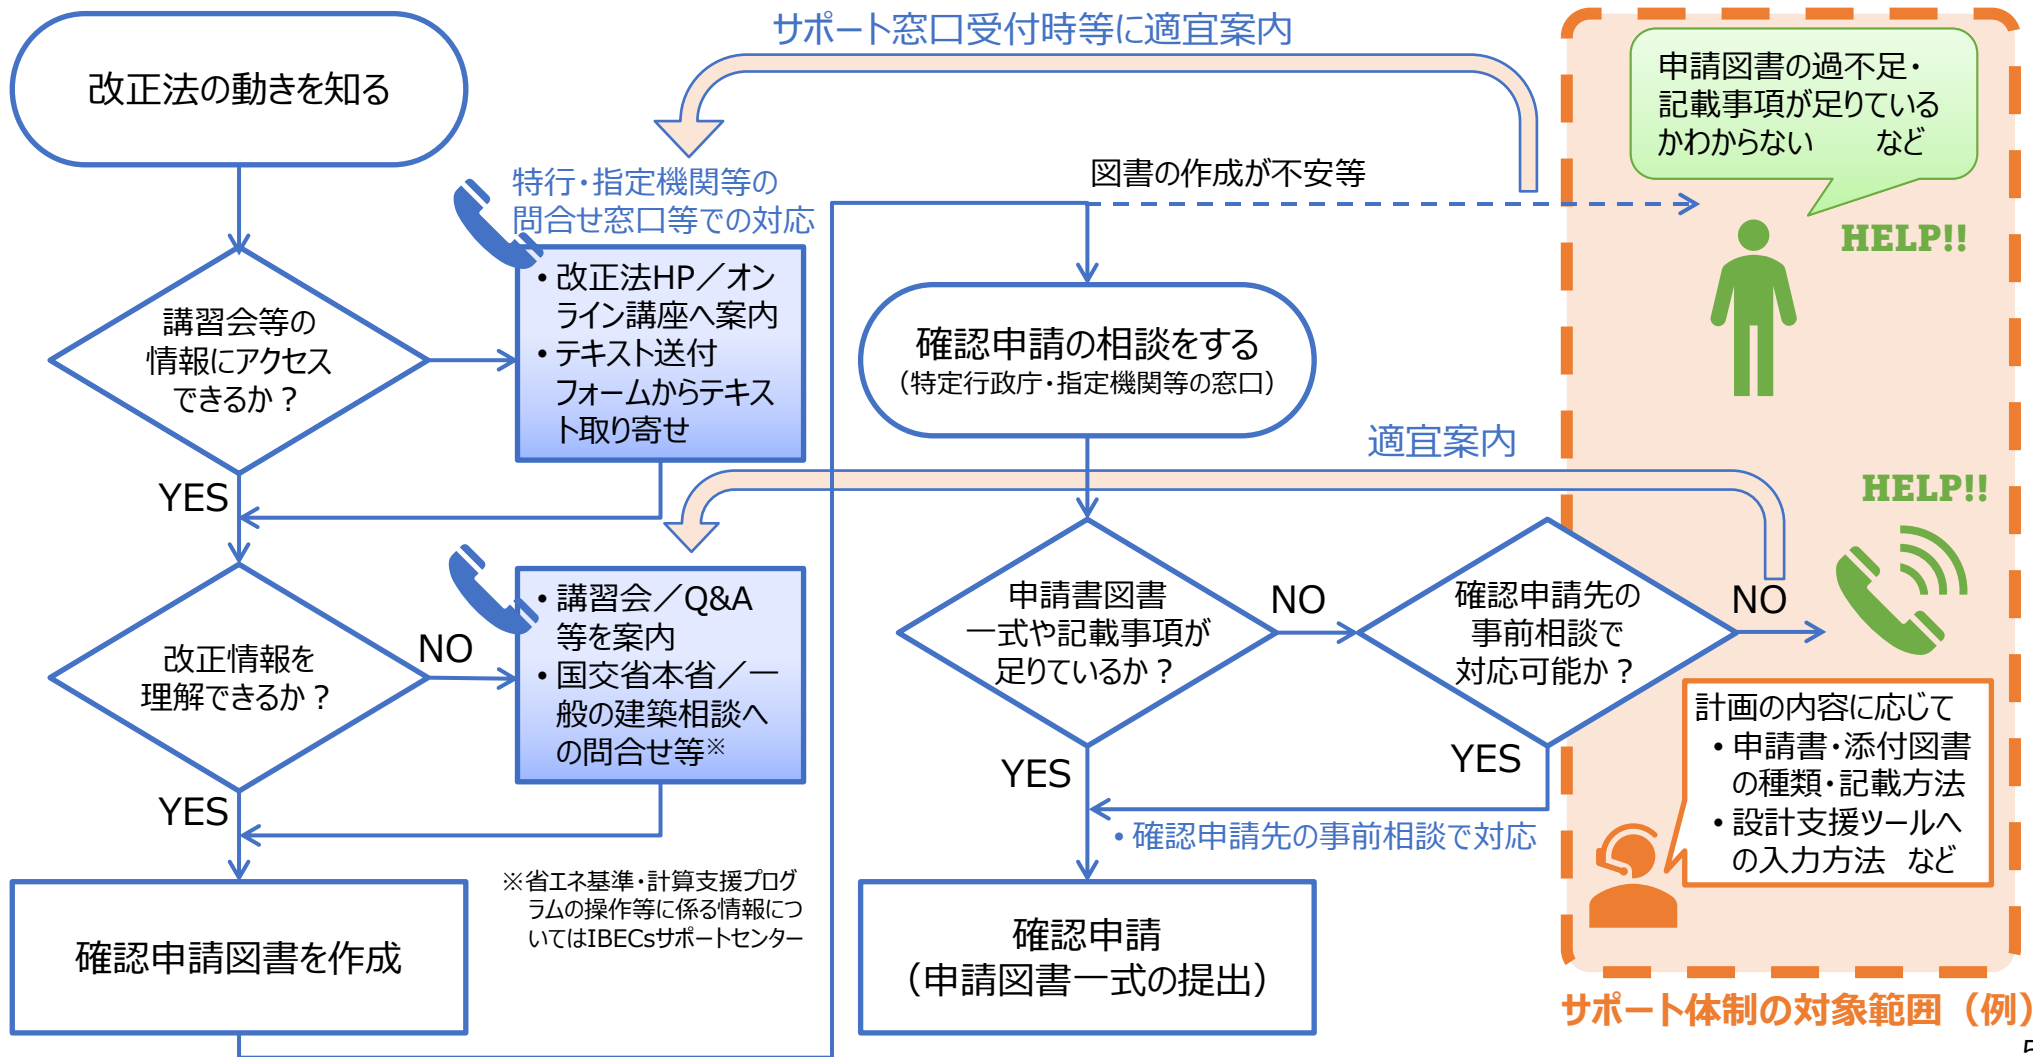 改正法の動きを知る
サポート窓口受付時等に適宜案内
申請図書の過不足・
記載事項が足りている
かわからない　　など
特行・指定機関等の
問合せ窓口等での対応
図書の作成が不安等
HELP!!
講習会等の
情報にアクセス
できるか？
• 改正法HP／オン
ライン講座へ案内
• テキスト送付
フォームからテキス
ト取り寄せ
確認申請の相談をする
（特定行政庁・指定機関等の窓口）
適宜案内
YES
HELP!!
改正情報を
理解できるか？
NO
• 講習会／Q&A
等を案内
• 国交省本省／一
般の建築相談へ
の問合せ等※
申請書図書
一式や記載事項が
足りているか？
NO
確認申請先の
事前相談で
対応可能か？
NO
計画の内容に応じて
• 申請書・添付図書
の種類・記載方法
• 設計支援ツールへ
の入力方法　など
YES
YES
YES
• 確認申請先の事前相談で対応
※省エネ基準・計算支援プログ
ラムの操作等に係る情報につ
いてはIBECsサポートセンター
確認申請図書を作成
確認申請
（申請図書一式の提出）
サポート体制の対象範囲（例）